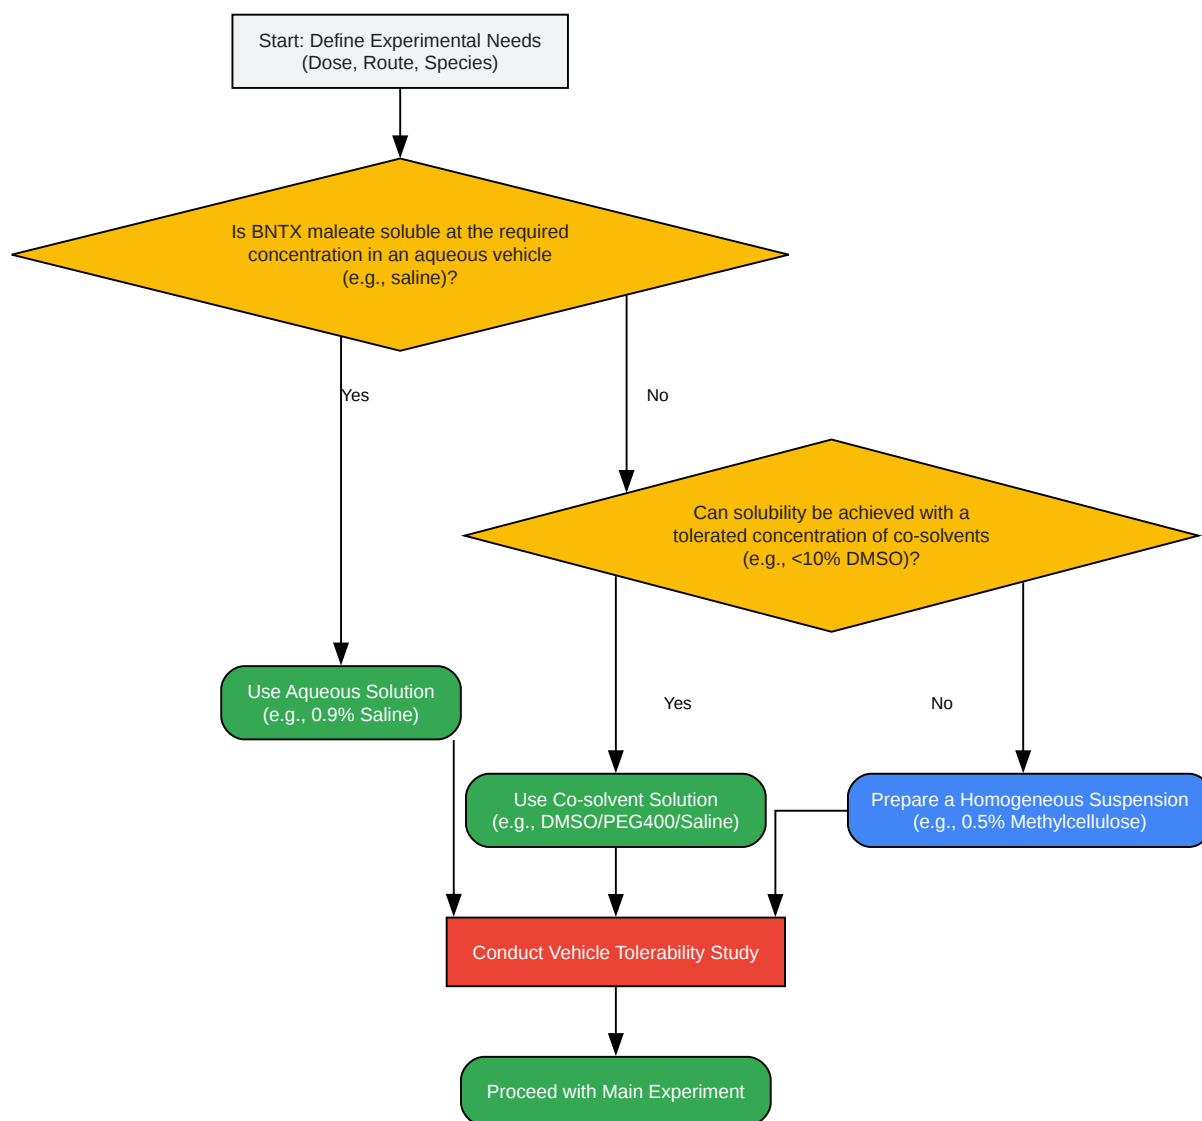 Start: Define Experimental Needs
(Dose, Route, Species)
Is BNTX maleate soluble at the required
concentration in an aqueous vehicle
(e.g., saline)?
Yes
No
Can solubility be achieved with a
tolerated concentration of co-solvents
(e.g., <10% DMSO)?
Use Aqueous Solution
(e.g., 0.9% Saline)
Yes
No
Use Co-solvent Solution
(e.g., DMSO/PEG400/Saline)
Prepare a Homogeneous Suspension
(e.g., 0.5% Methylcellulose)
Conduct Vehicle Tolerability Study
Proceed with Main Experiment